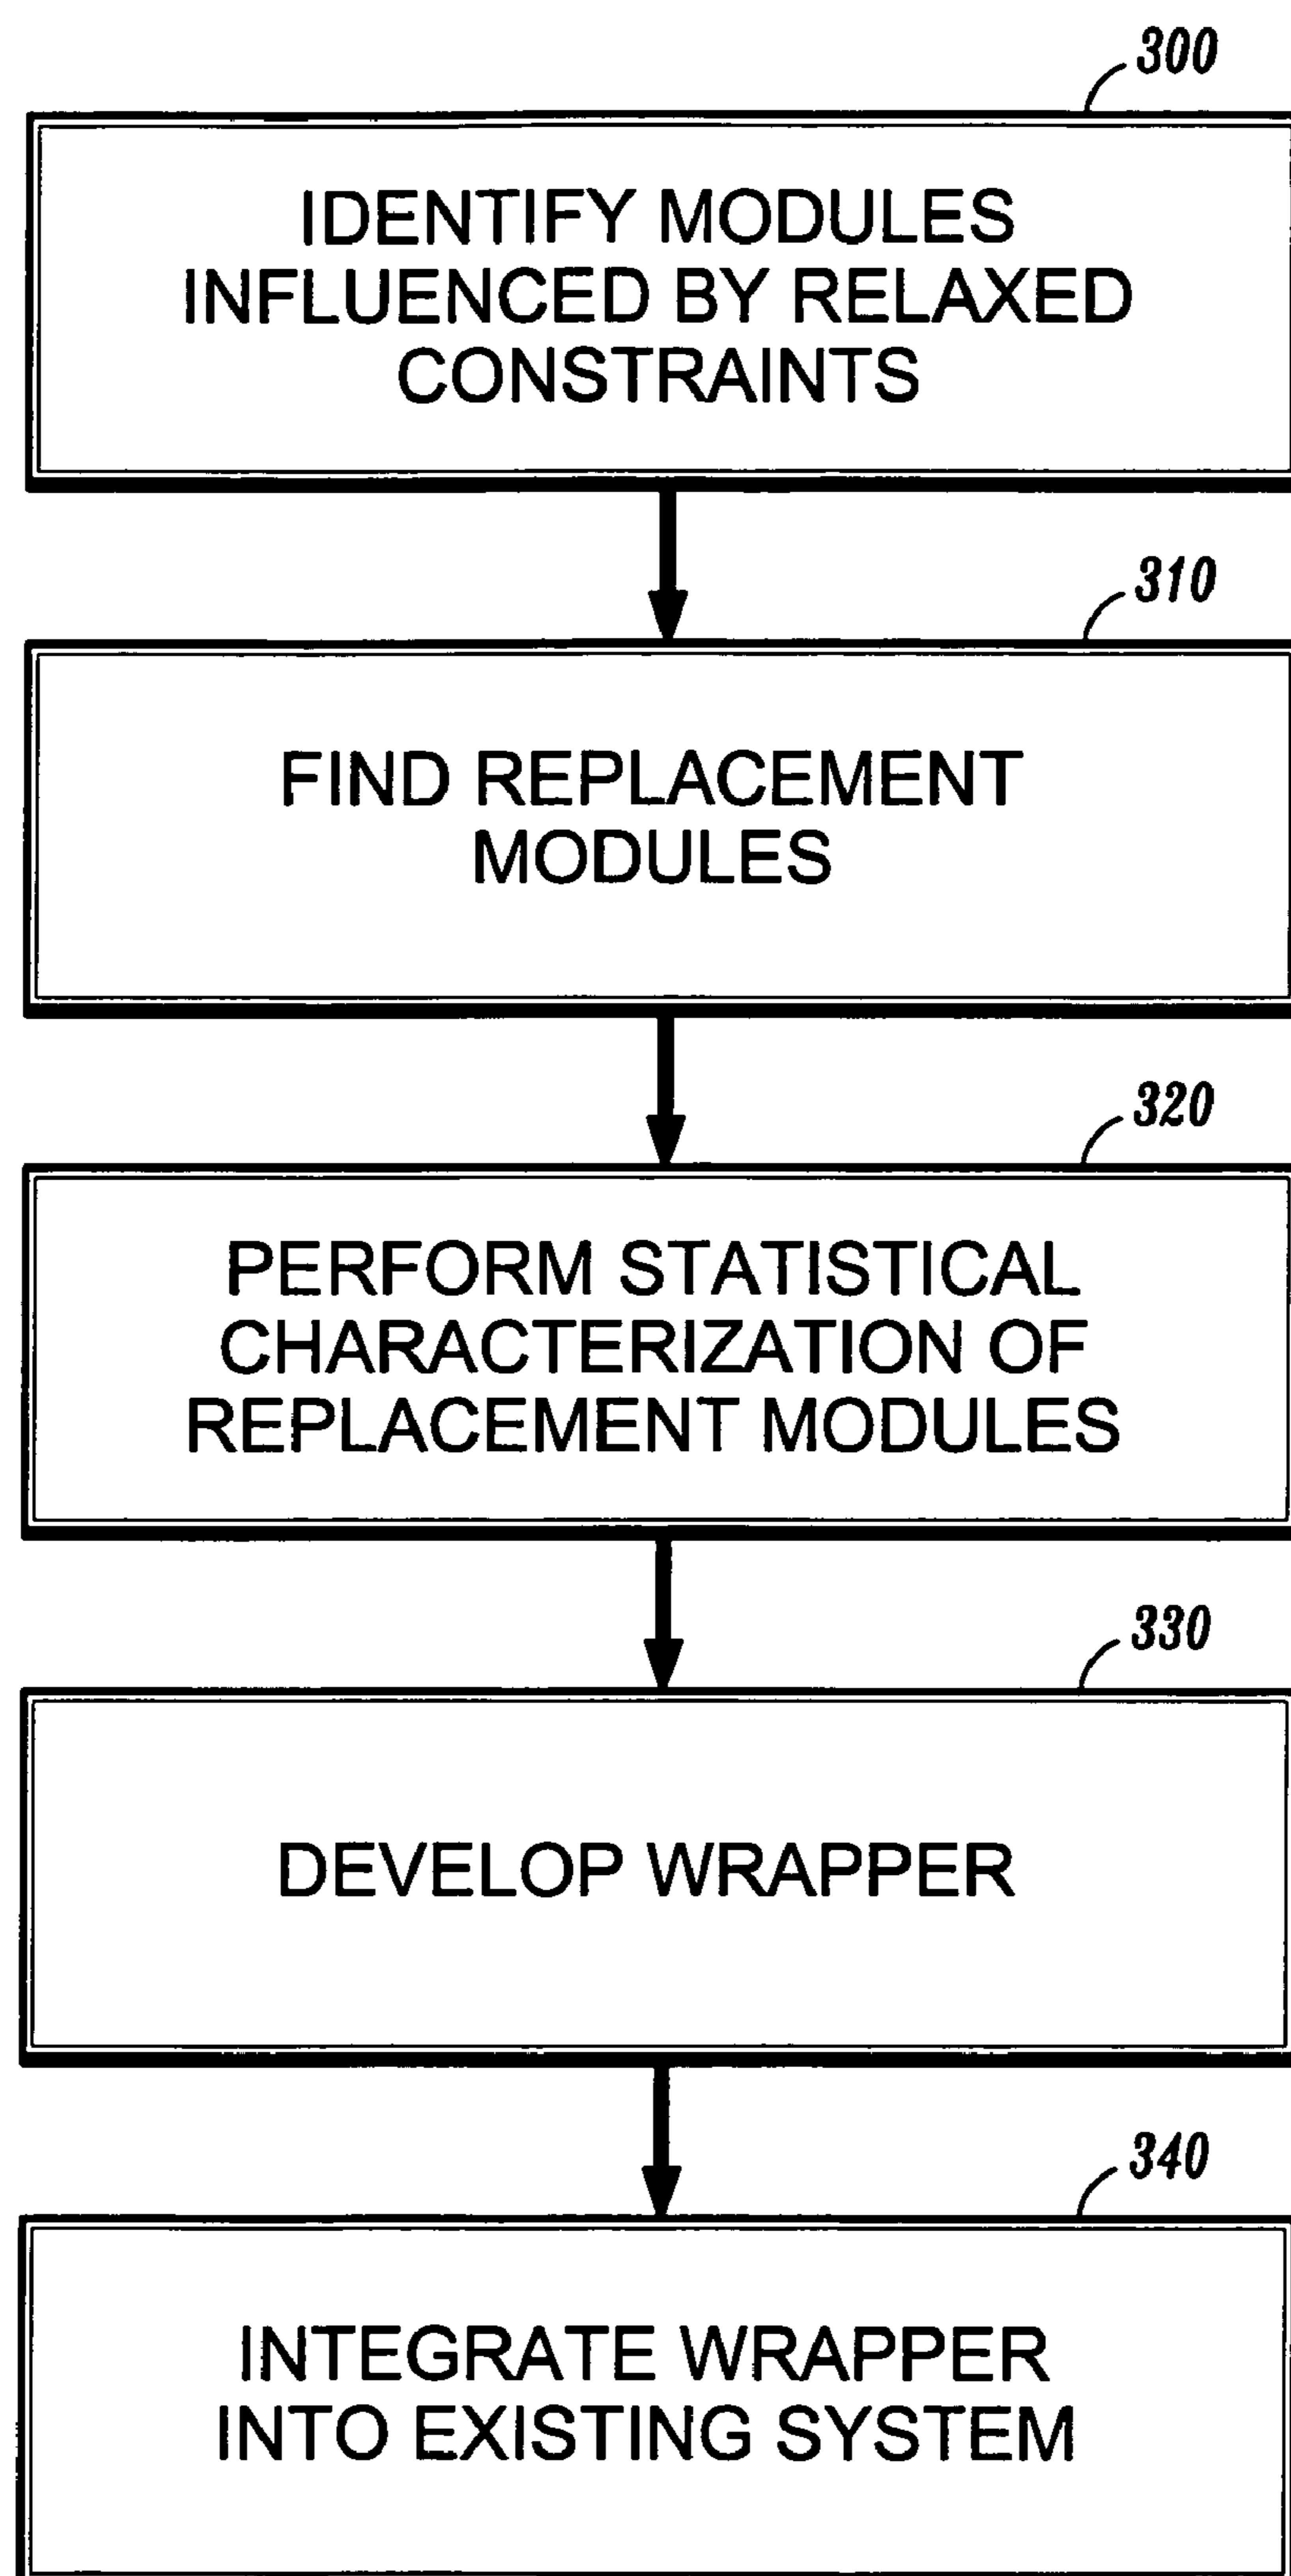 300
IDENTIFY MODULES
INFLUENCED BY RELAXED
CONSTRAINTS
310
FIND REPLACEMENT
MODULES
320
PERFORM STATISTICAL
CHARACTERIZATION OF
REPLACEMENT MODULES
330
DEVELOP WRAPPER
340
INTEGRATE WRAPPER
INTO EXISTING SYSTEM